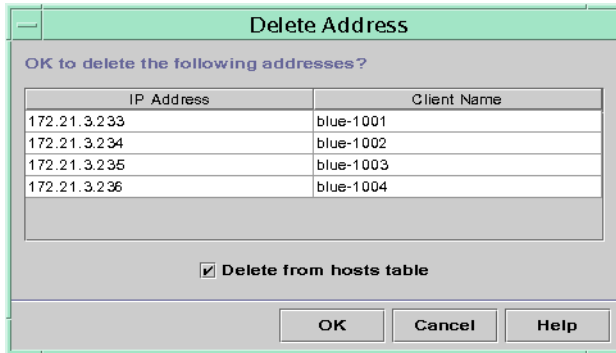 Delete Address
OK to delete the following addresses?
IP Address Client Name
172.21.3.233 blue-1001
172.21.3.234 blue-1002
172.21.3.235 blue-1003
172.21.3.236 blue-1004
Delete from hosts table
OK Cancel Help